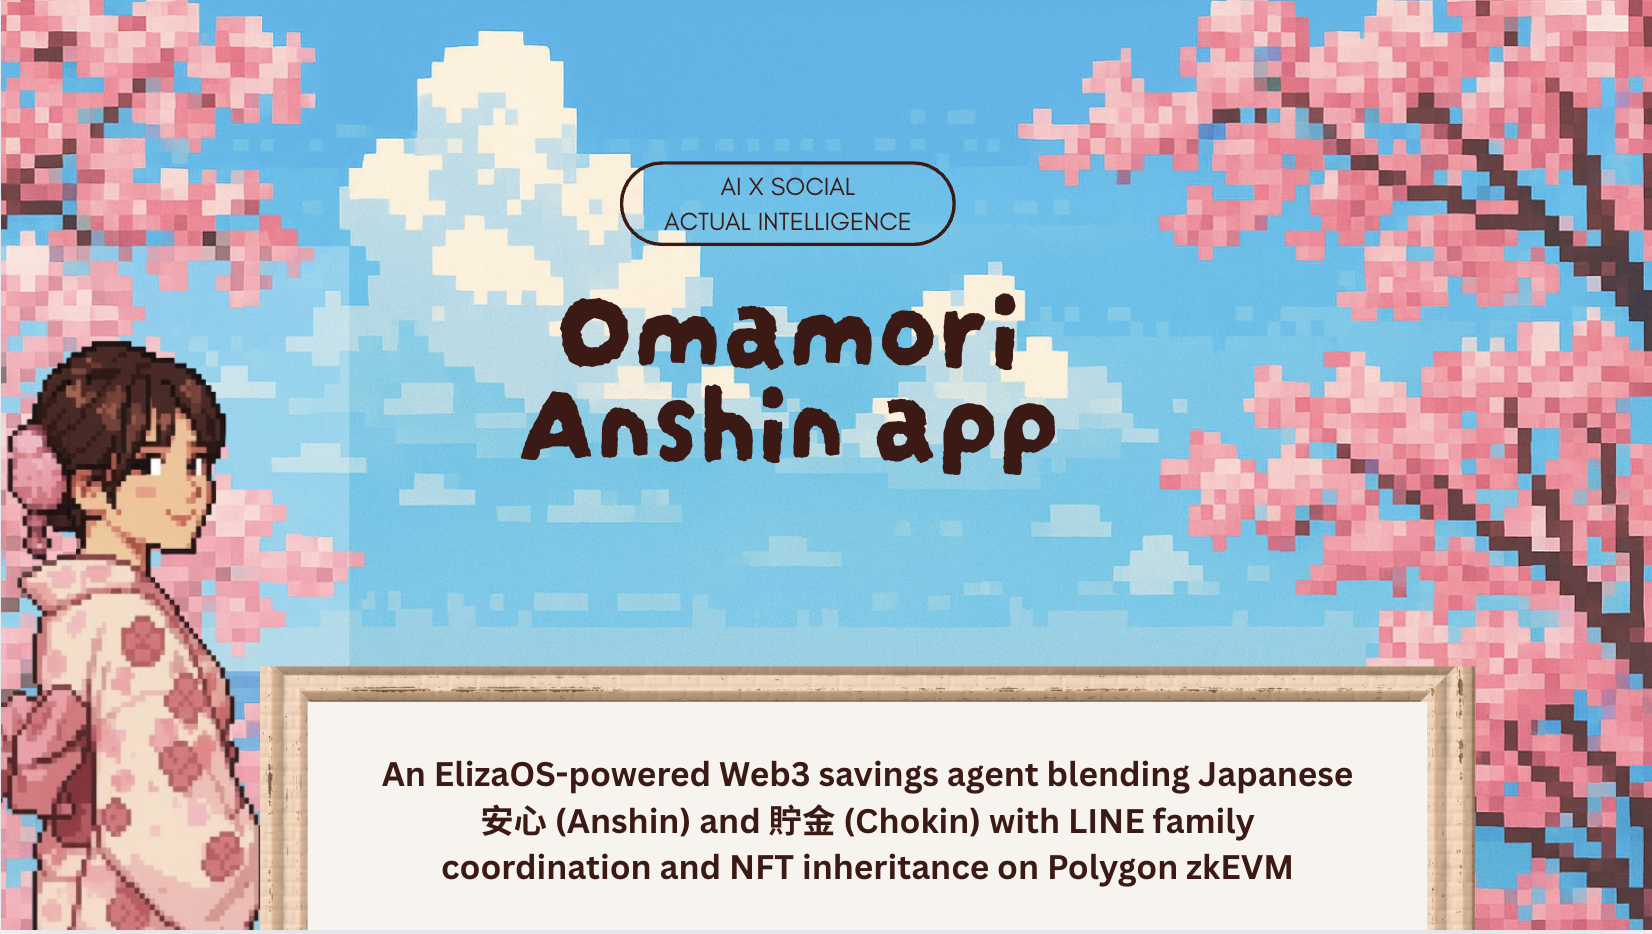 AI X SOCIAL
ACTUAL INTELLIGENCE
Omamori
Anshin app
An ElizaOS-powered Web3 savings agent blending Japanese
安心 (Anshin) and 貯金 (Chokin) with LINE family
coordination and NFT inheritance on Polygon zkEVM